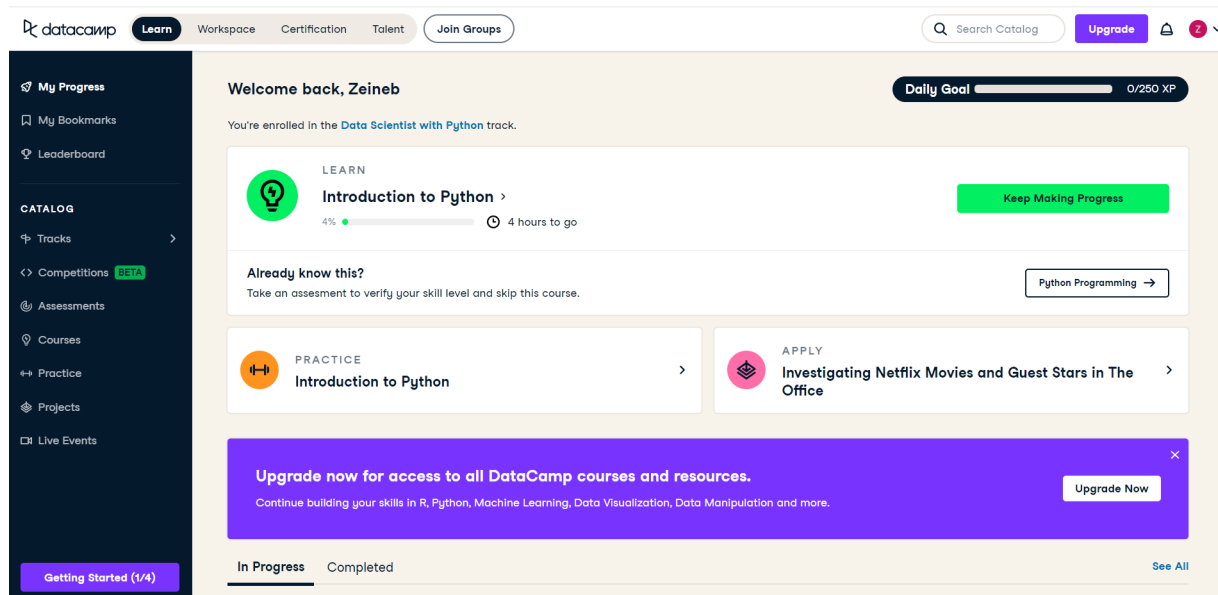 datacamp
Learn
Workspace
Certification
Talent
Join Groups
Search Catalog
Upgrade
Z
My Progress
My Bookmarks
Leaderboard
CATALOG
Tracks
Competitions BETA
Assessments
Courses
Practice
Projects
Live Events
Getting Started (1/4)
Welcome back, Zeineb
Daily Goal 0/250 XP
You're enrolled in the Data Scientist with Python track.
LEARN
Introduction to Python
4% 4 hours to go
Keep Making Progress
Already know this?
Take an assesment to verify your skill level and skip this course.
Python Programming
PRACTICE
Introduction to Python
APPLY
Investigating Netflix Movies and Guest Stars in The
Office
Upgrade now for access to all DataCamp courses and resources.
Continue building your skills in R, Python, Machine Learning, Data Visualization, Data Manipulation and more.
Upgrade Now
In Progress
Completed
See All